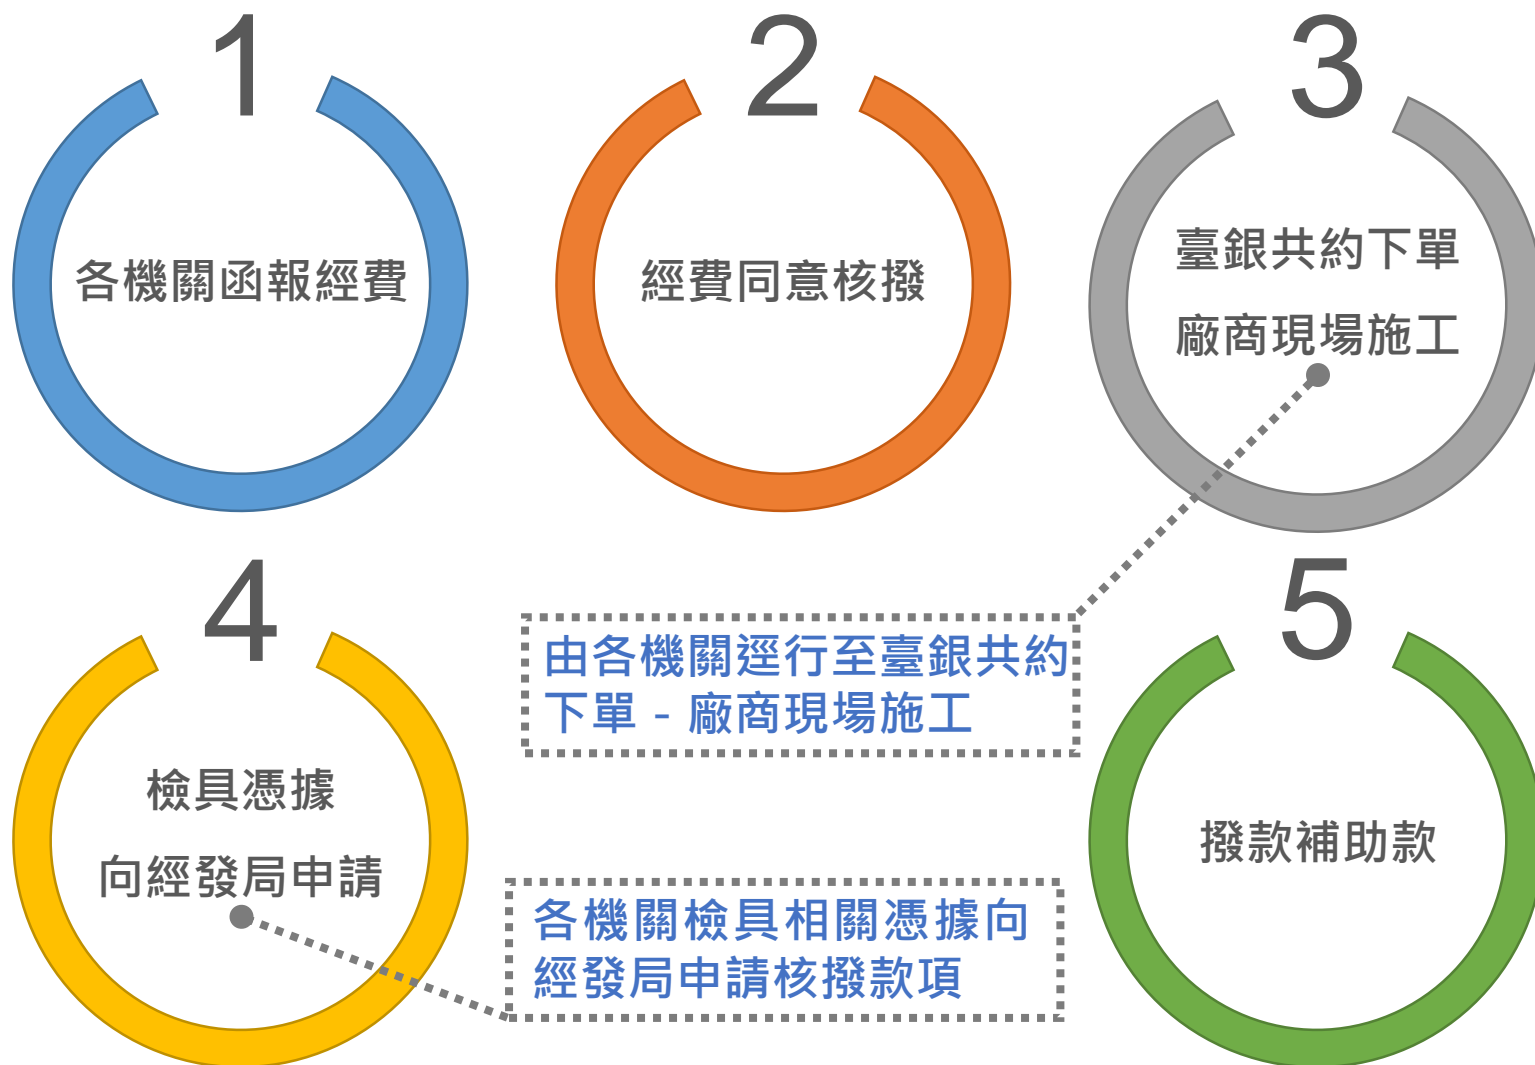 1
各機關函報經費
2
經費同意核撥
3
臺銀共約下單
廠商現場施工
4
檢具憑據
向經發局申請
由各機關逕行至臺銀共約
下單 - 廠商現場施工
各機關檢具相關憑據向
經發局申請核撥款項
5
撥款補助款